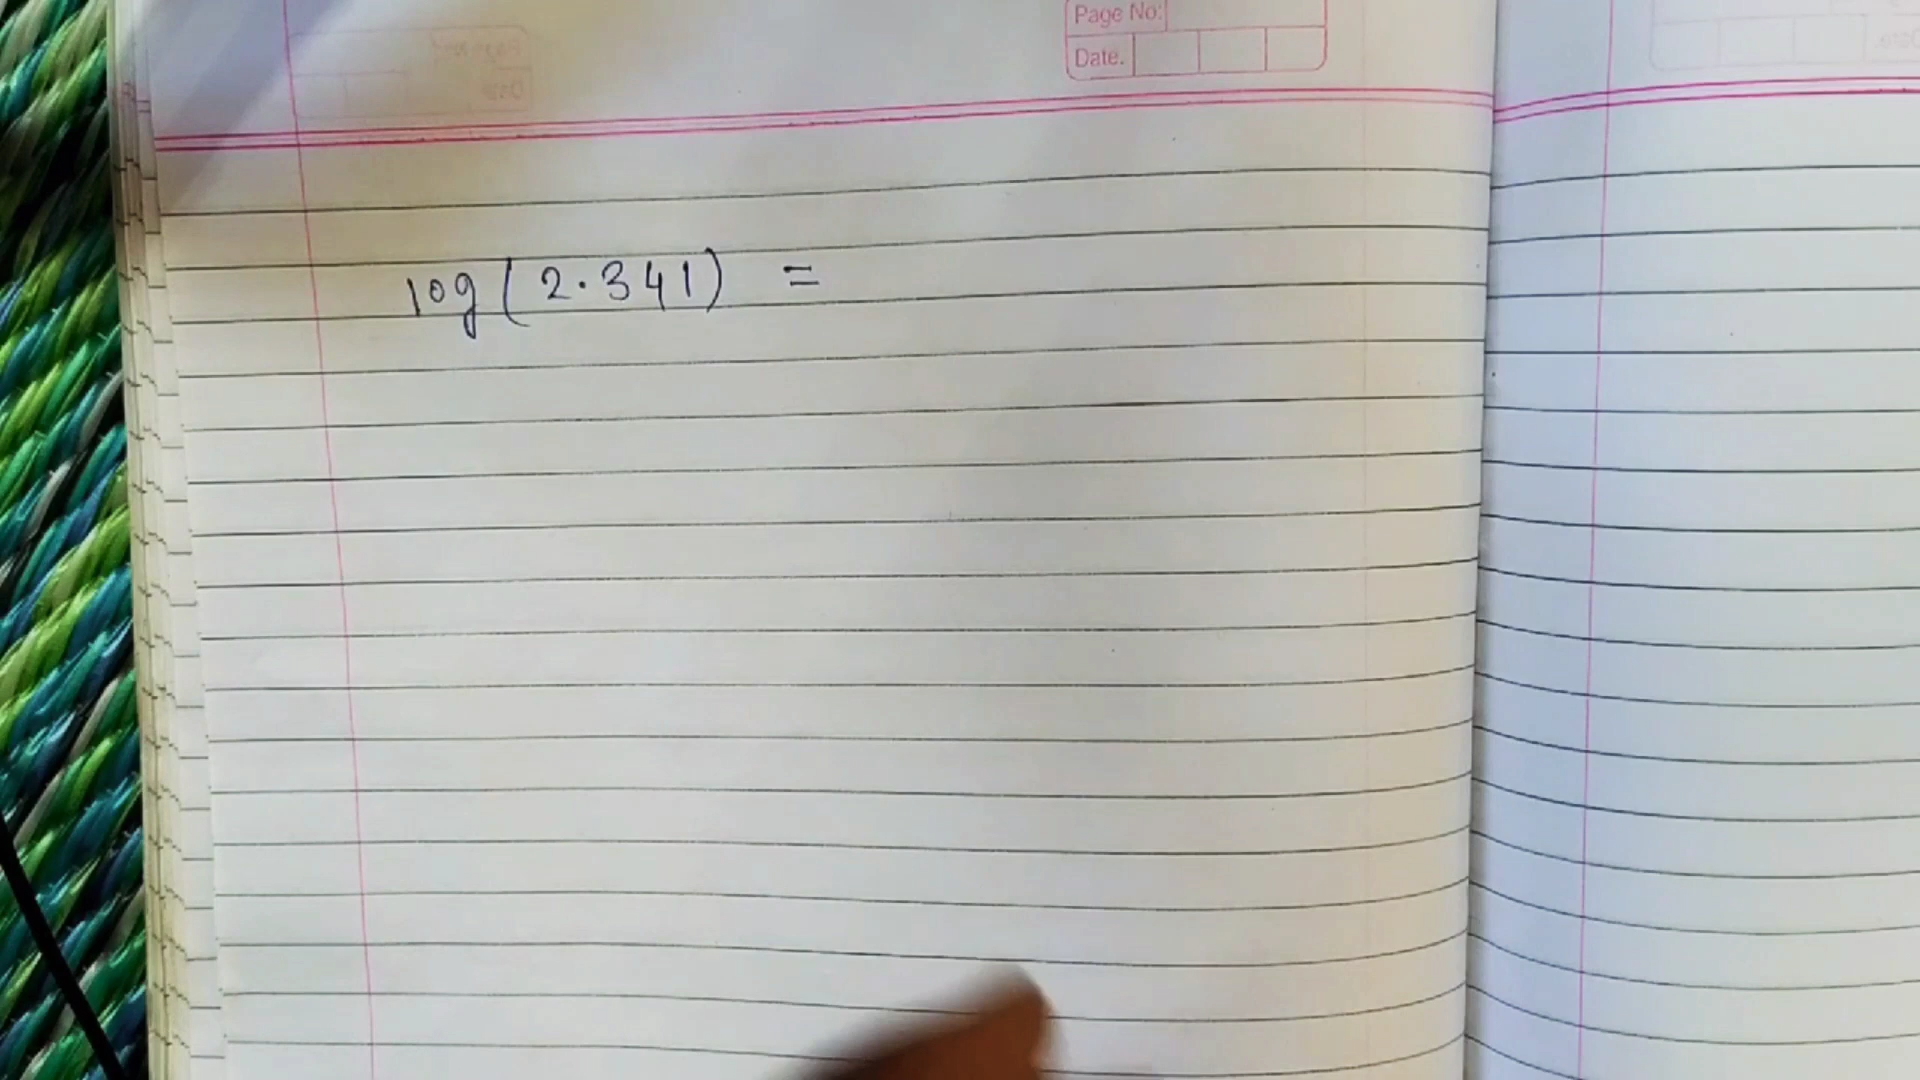 Page No:
Date.
log(2.341) =